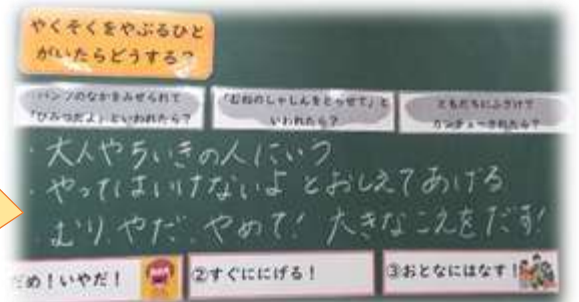 やくそくをやぶるひと
がいたらどうする？
パンツのなかをみせられて
「ひみつだよ」といわれたら？
「むねのしゃしんをとらせて」と
いわれたら？
ともだちにふざけて
カンチョーされたら？
・大人やちいきの人にいう
・やってはいけないよとおしえてあげる
・むり、やだ やめて! 大きなこえをだす!
だめ！いやだ！
②すぐににげる！
③おとなにはなす！